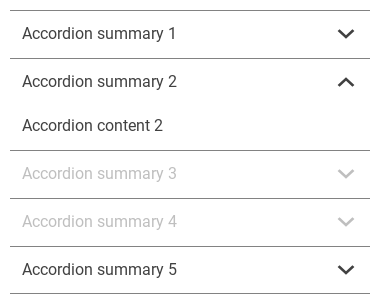 Accordion summary 1
Accordion summary 2
Accordion content 2
Accordion summary 3
Accordion summary 4
Accordion summary 5